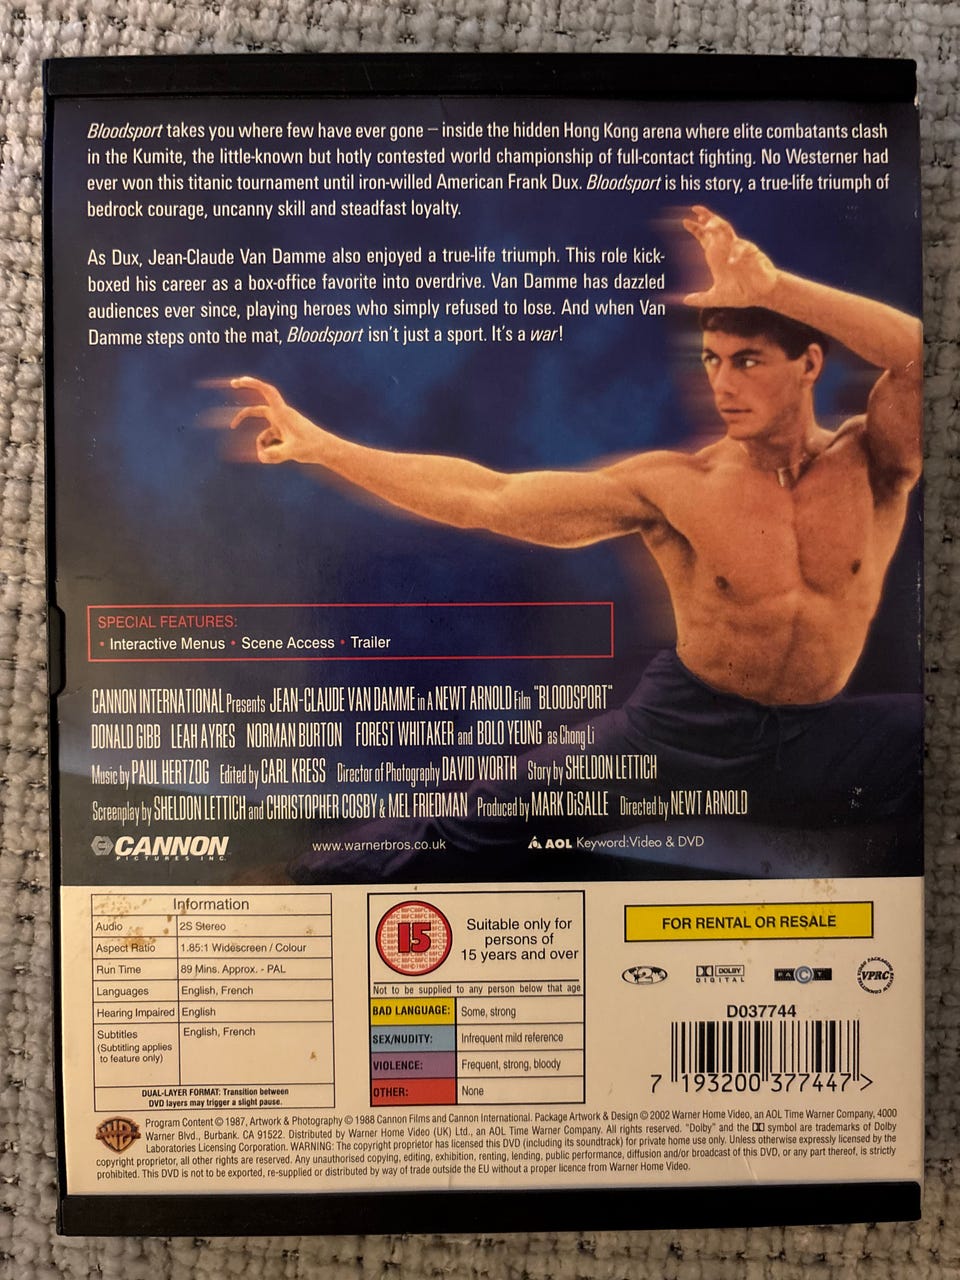 Bloodsport takes you where few have ever gone – inside the hidden Hong Kong arena where elite combatants clash
in the Kumite, the little-known but hotly contested world championship of full-contact fighting. No Westerner had
ever won this titanic tournament until iron-willed American Frank Dux. Bloodsport is his story, a true-life triumph of
bedrock courage, uncanny skill and steadfast loyalty.
As Dux, Jean-Claude Van Damme also enjoyed a true-life triumph. This role kick-
boxed his career as a box-office favorite into overdrive. Van Damme has dazzled
audiences ever since, playing heroes who simply refused to lose. And when Van
Damme steps onto the mat, Bloodsport isn't just a sport. It's a war!
SPECIAL FEATURES:
• Interactive Menus • Scene Access • Trailer
CANNON INTERNATIONAL Presents JEAN-CLAUDE VAN DAMME in A NEWT ARNOLD Film "BLOODSPORT"
DONALD GIBB LEAH AYRES NORMAN BURTON FOREST WHITAKER and BOLO YEUNG as Chong Li
Music by PAUL HERTZOG Edited by CARL KRESS Director of Photography DAVID WORTH Story by SHELDON LETTICH
Screenplay by SHELDON LETTICH and CHRISTOPHER COSBY & MEL FRIEDMAN Produced by MARK DiSALLE Directed by NEWT ARNOLD
CANNON
PICTURES INC.
www.warnerbros.co.uk
AOL Keyword:Video & DVD
Information
Audio 2S Stereo
Aspect Ratio 1.85:1 Widescreen / Colour
Run Time 89 Mins. Approx. - PAL
Languages English, French
Hearing Impaired English
Subtitles English, French
(Subtitling applies
to feature only)
DUAL-LAYER FORMAT: Transition between
DVD layers may trigger a slight pause.
15
Suitable only for
persons of
15 years and over
Not to be supplied to any person below that age
BAD LANGUAGE: Some, strong
SEX/NUDITY: Infrequent mild reference
VIOLENCE: Frequent, strong, bloody
OTHER: None
FOR RENTAL OR RESALE
2
DOLBY
DIGITAL
FACT
VPRC
D037744
7 193200 377447 >
WB
Program Content © 1987, Artwork & Photography © 1988 Cannon Films and Cannon International. Package Artwork & Design © 2002 Warner Home Video, an AOL Time Warner Company, 4000
Warner Blvd., Burbank. CA 91522. Distributed by Warner Home Video (UK) Ltd., an AOL Time Warner Company. All rights reserved. "Dolby" and the DD symbol are trademarks of Dolby
Laboratories Licensing Corporation. WARNING: The copyright proprietor has licensed this DVD (including its soundtrack) for private home use only. Unless otherwise expressly licensed by the
copyright proprietor, all other rights are reserved. Any unauthorised copying, editing, exhibition, renting, lending, public performance, diffusion and/or broadcast of this DVD, or any part thereof, is strictly
prohibited. This DVD is not to be exported, re-supplied or distributed by way of trade outside the EU without a proper licence from Warner Home Video.